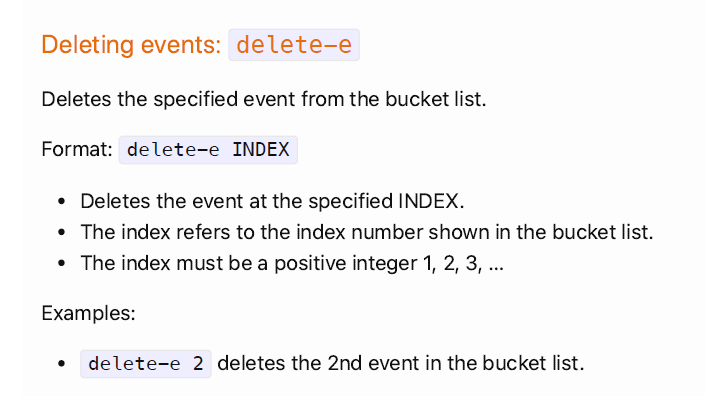 Deleting events: delete-e
Deletes the specified event from the bucket list.
Format: delete-e INDEX
• Deletes the event at the specified INDEX.
• The index refers to the index number shown in the bucket list.
• The index must be a positive integer 1, 2, 3, …
Examples:
• delete-e 2 deletes the 2nd event in the bucket list.